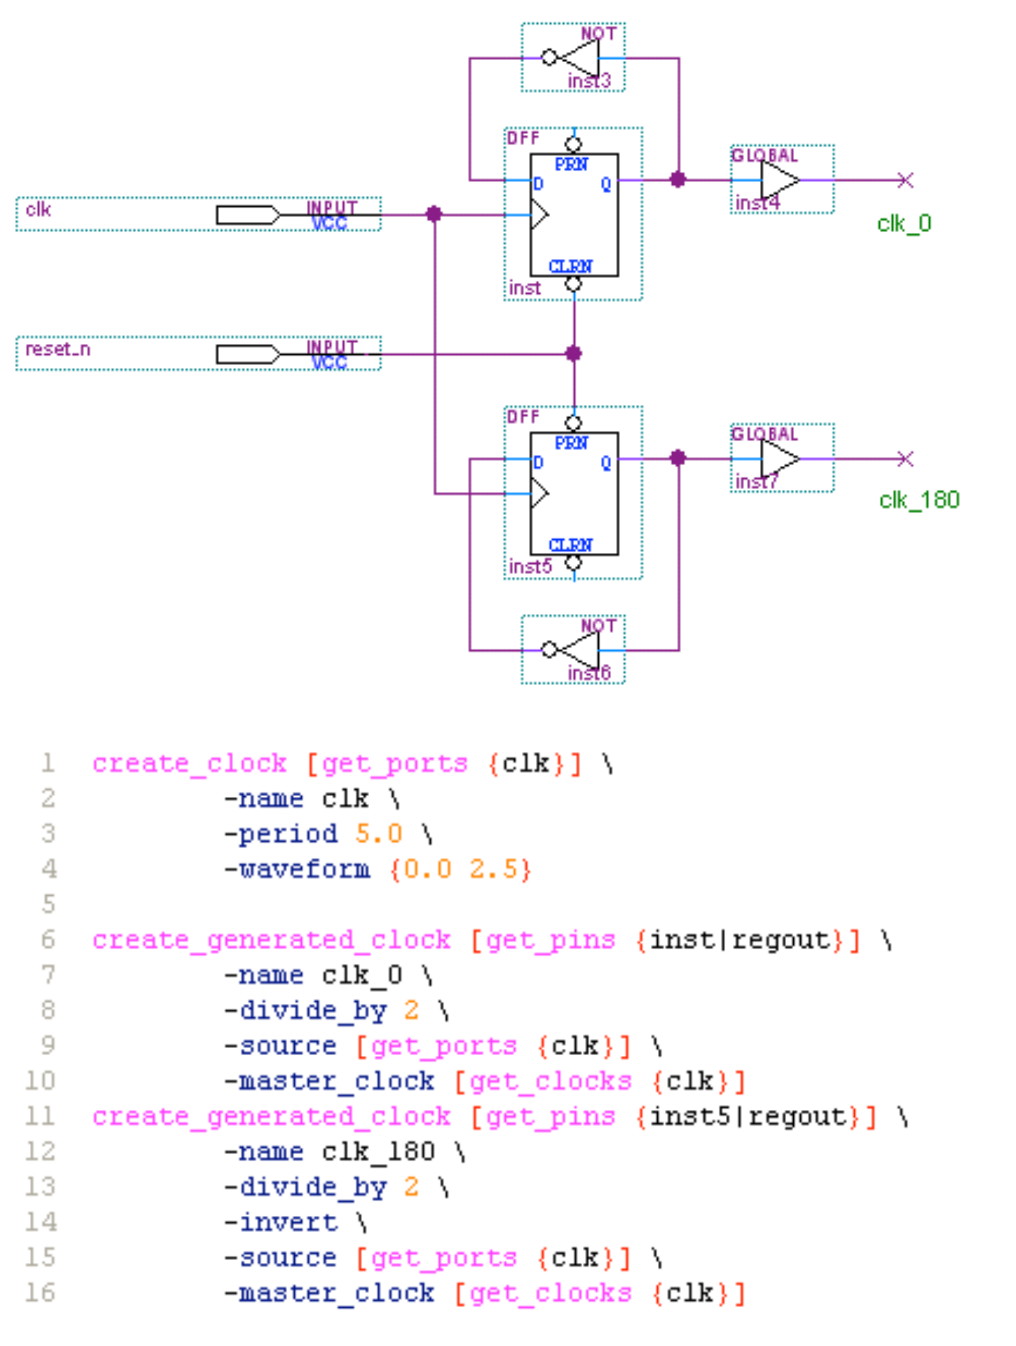 NOT
inst3
DFF
PRN
D
Q
CLRN
inst
GLOBAL
inst4
clk_0
clk
INPUT
VCC
reset_n
INPUT
VCC
DFF
PRN
D
Q
CLRN
inst5
GLOBAL
inst7
clk_180
NOT
inst6
1 create_clock [get_ports {clk}] \
2 -name clk \
3 -period 5.0 \
4 -waveform {0.0 2.5}
5
6 create_generated_clock [get_pins {inst|regout}] \
7 -name clk_0 \
8 -divide_by 2 \
9 -source [get_ports {clk}] \
10 -master_clock [get_clocks {clk}]
11 create_generated_clock [get_pins {inst5|regout}] \
12 -name clk_180 \
13 -divide_by 2 \
14 -invert \
15 -source [get_ports {clk}] \
16 -master_clock [get_clocks {clk}]